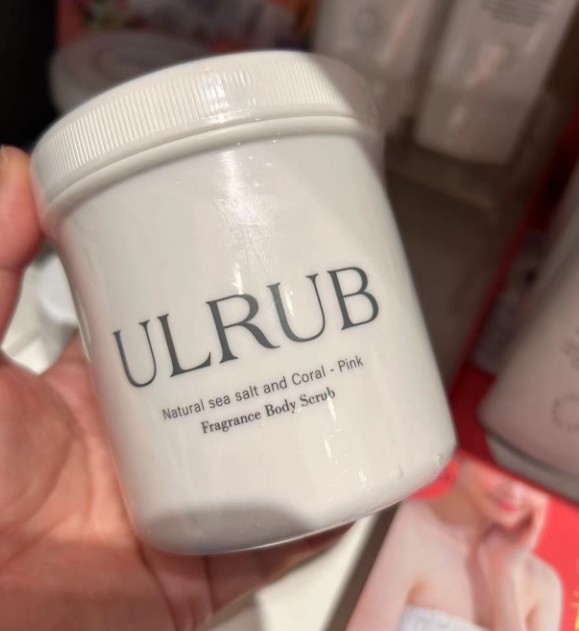 ULRUB
Natural sea salt and Coral - Pink
Fragrance Body Scrub